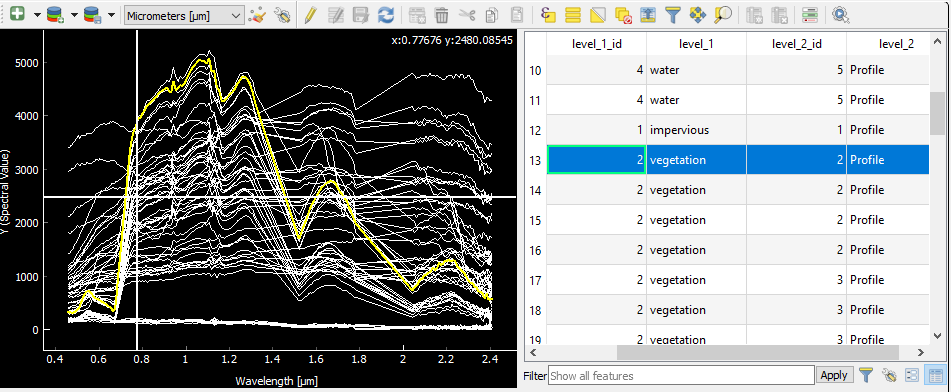 Micrometers [µm]
x:0.77676 y:2480.08545
5000
4000
3000
2000
1000
0
Y (Spectral Value)
0.4 0.6 0.8 1 1.2 1.4 1.6 1.8 2 2.2 2.4
Wavelength [µm]
level_1_id level_1 level_2_id level_2
10 4 water 5 Profile
11 4 water 5 Profile
12 1 impervious 1 Profile
13 2 vegetation 2 Profile
14 2 vegetation 2 Profile
15 2 vegetation 2 Profile
16 2 vegetation 2 Profile
17 2 vegetation 3 Profile
18 2 vegetation 3 Profile
19 2 vegetation 3 Profile
Filter Show all features Apply